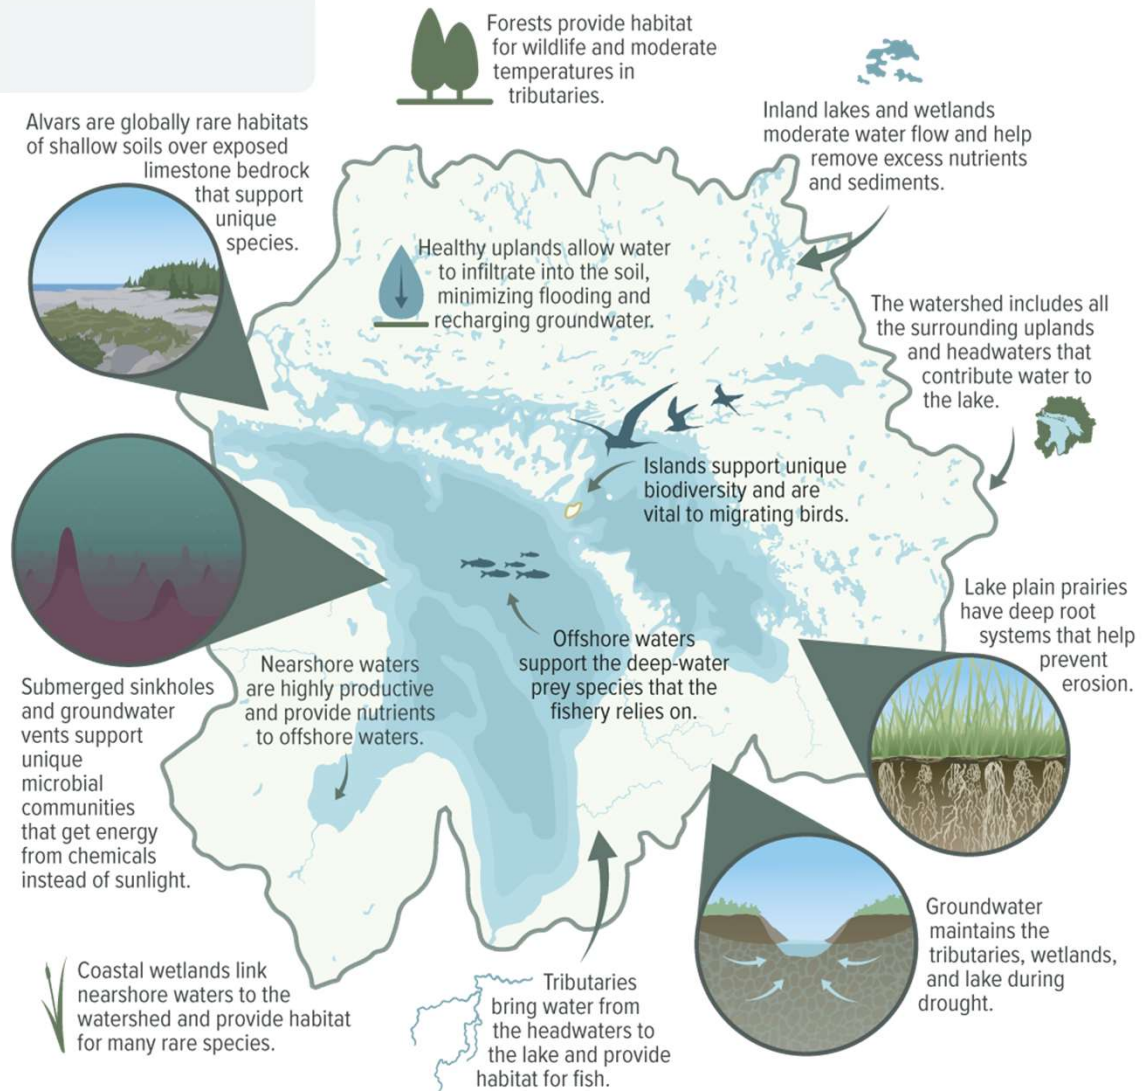 Forests provide habitat
for wildlife and moderate
temperatures in
tributaries.
Inland lakes and wetlands
moderate water flow and help
remove excess nutrients
and sediments.
Alvars are globally rare habitats
of shallow soils over exposed
limestone bedrock
that support
unique
species.
Healthy uplands allow water
to infiltrate into the soil,
minimizing flooding and
recharging groundwater.
The watershed includes all
the surrounding uplands
and headwaters that
contribute water to
the lake.
Islands support unique
biodiversity and are
vital to migrating birds.
Lake plain prairies
have deep root
systems that help
prevent
erosion.
Offshore waters
support the deep-water
prey species that the
fishery relies on.
Nearshore waters
are highly productive
and provide nutrients
to offshore waters.
Submerged sinkholes
and groundwater
vents support
unique
microbial
communities
that get energy
from chemicals
instead of sunlight.
Groundwater
maintains the
tributaries, wetlands,
and lake during
drought.
Coastal wetlands link
nearshore waters to the
watershed and provide habitat
for many rare species.
Tributaries
bring water from
the headwaters to
the lake and provide
habitat for fish.